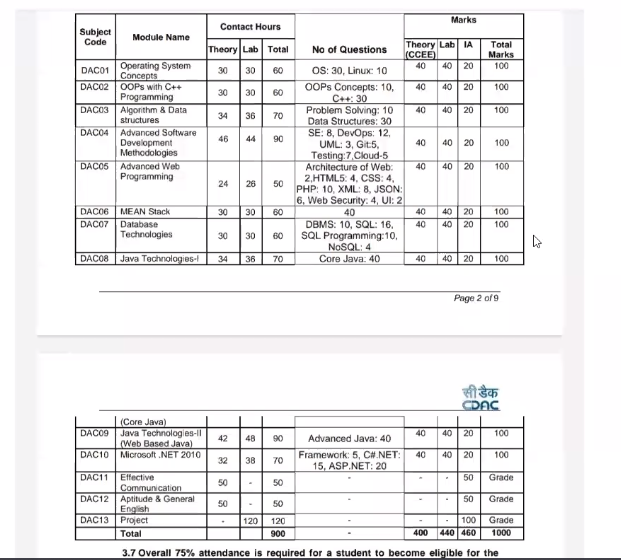 Subject Code Module Name Contact Hours No of Questions Marks
Theory Lab Total Theory (CCEE) Lab IA Total Marks
DAC01 Operating System Concepts 30 30 60 OS: 30, Linux: 10 40 40 20 100
DAC02 OOPs with C++ Programming 30 30 60 OOPs Concepts: 10, C++: 30 40 40 20 100
DAC03 Algorithm & Data structures 34 36 70 Problem Solving: 10 Data Structures: 30 40 40 20 100
DAC04 Advanced Software Development Methodologies 46 44 90 SE: 8, DevOps: 12, UML: 3, Git:5, Testing:7,Cloud-5 40 40 20 100
DAC05 Advanced Web Programming 24 26 50 Architecture of Web: 2,HTML5: 4, CSS: 4, PHP: 10, XML: 8, JSON: 6, Web Security: 4, UI: 2 40 40 20 100
DAC06 MEAN Stack 30 30 60 40 40 40 20 100
DAC07 Database Technologies 30 30 60 DBMS: 10, SQL: 16, SQL Programming:10, NoSQL: 4 40 40 20 100
DAC08 Java Technologies-I 34 36 70 Core Java: 40 40 40 20 100
Page 2 of 9
सी डैक
CDAC
(Core Java)
DAC09 Java Technologies-II (Web Based Java) 42 48 90 Advanced Java: 40 40 40 20 100
DAC10 Microsoft .NET 2010 32 38 70 Framework: 5, C#.NET: 15, ASP.NET: 20 40 40 20 100
DAC11 Effective Communication 50 - 50 - - - 50 Grade
DAC12 Aptitude & General English 50 - 50 - - - 50 Grade
DAC13 Project - 120 120 - - - 100 Grade
Total 900 - 400 440 460 1000
3.7 Overall 75% attendance is required for a student to become eligible for the